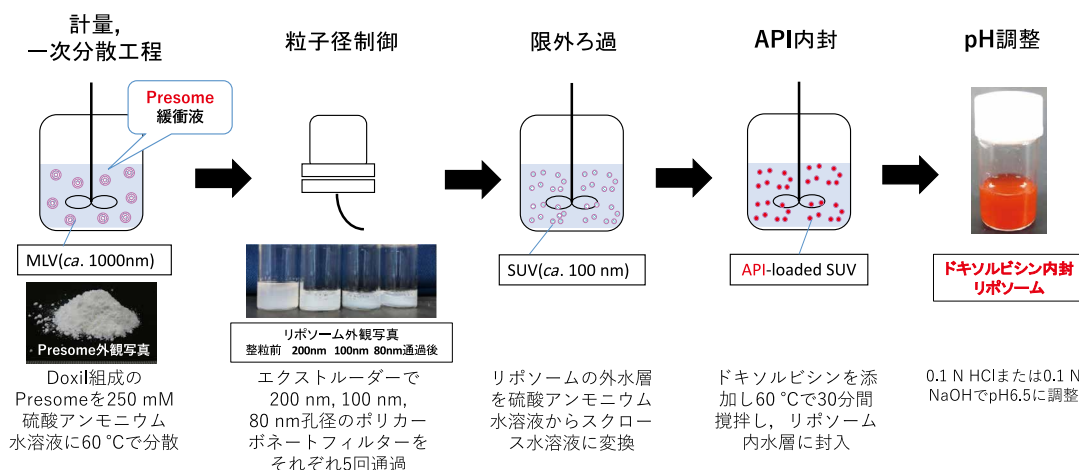 計量,
一次分散工程
Presome
緩衝液
MLV(ca. 1000nm)
Presome外観写真
Doxil組成の
Presomeを250 mM
硫酸アンモニウム
水溶液に60 °Cで分散
粒子径制御
リポソーム外観写真
整粒前 200nm 100nm 80nm通過後
エクストルーダーで
200 nm, 100 nm,
80 nm孔径のポリカー
ボネートフィルターを
それぞれ5回通過
限外ろ過
SUV(ca. 100 nm)
リポソームの外水層
を硫酸アンモニウム
水溶液からスクロー
ス水溶液に変換
API内封
API-loaded SUV
ドキソルビシンを添
加し60 °Cで30分間
撹拌し，リポソーム
内水層に封入
pH調整
ドキソルビシン内封
リポソーム
0.1 N HClまたは0.1 N
NaOHでpH6.5に調整